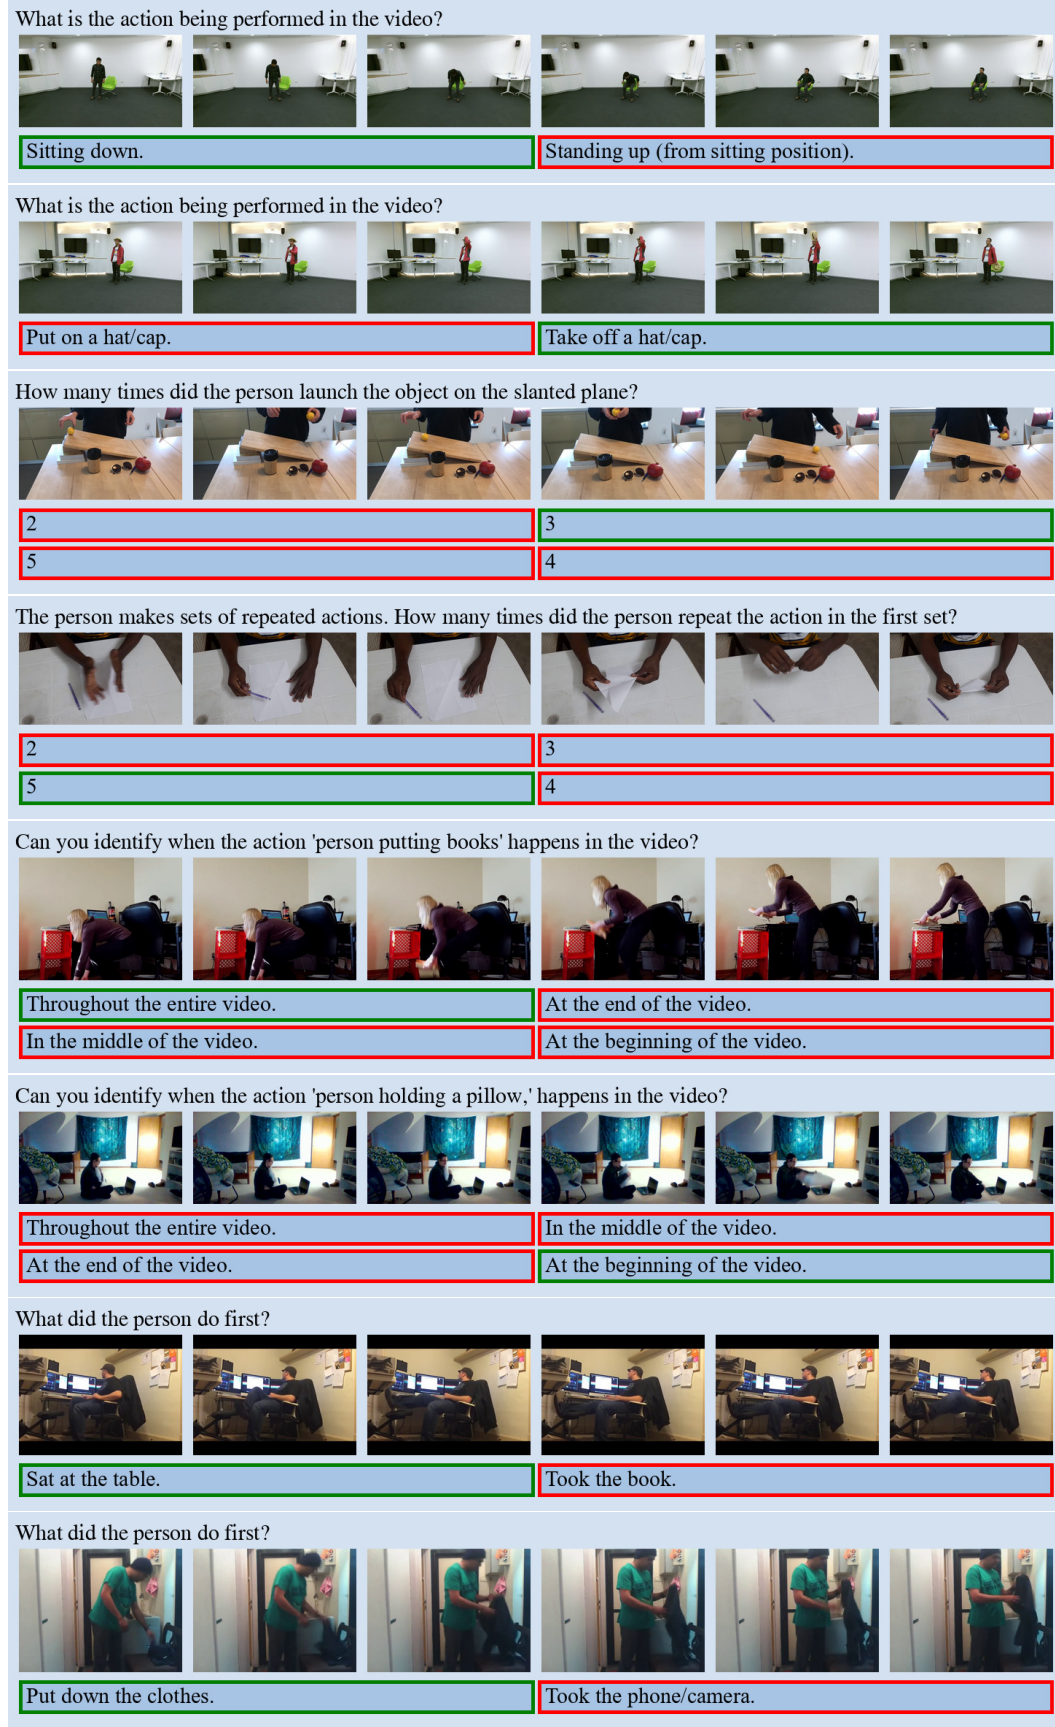 What is the action being performed in the video?
Sitting down.
Standing up (from sitting position).
What is the action being performed in the video?
Put on a hat/cap.
Take off a hat/cap.
How many times did the person launch the object on the slanted plane?
2
3
5
4
The person makes sets of repeated actions. How many times did the person repeat the action in the first set?
2
3
5
4
Can you identify when the action 'person putting books' happens in the video?
Throughout the entire video.
At the end of the video.
In the middle of the video.
At the beginning of the video.
Can you identify when the action 'person holding a pillow,' happens in the video?
Throughout the entire video.
In the middle of the video.
At the end of the video.
At the beginning of the video.
What did the person do first?
Sat at the table.
Took the book.
What did the person do first?
Put down the clothes.
Took the phone/camera.